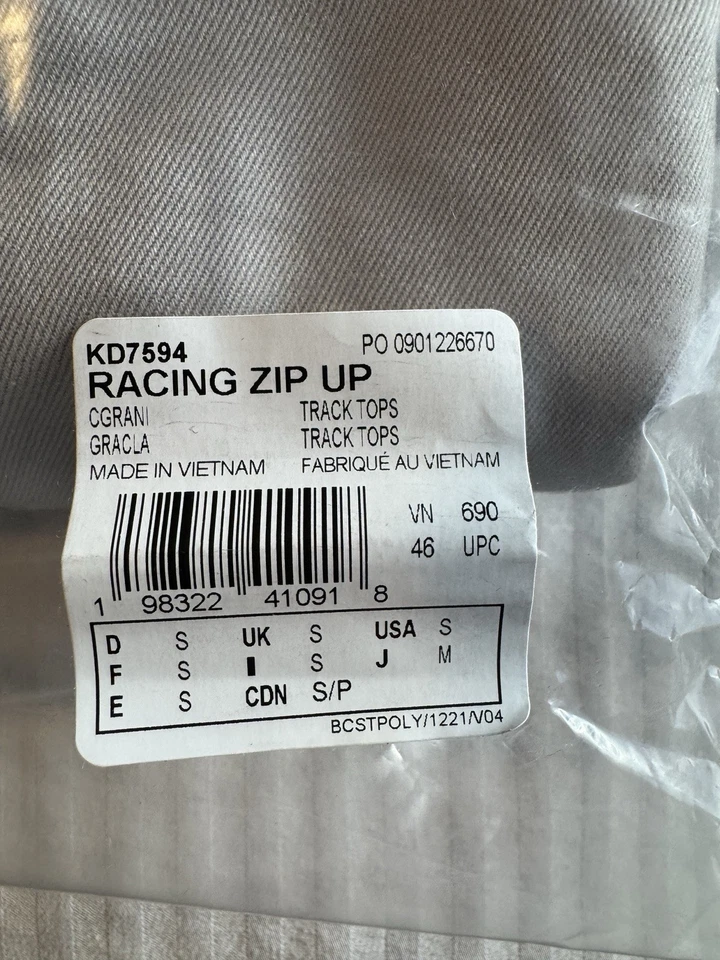 KD7594 PO 0901226670
RACING ZIP UP
CGRANI TRACK TOPS
GRACLA TRACK TOPS
MADE IN VIETNAM FABRIQUÉ AU VIETNAM
VN 690
46 UPC
1 98322 41091 8
D S UK S USA S
F S I S J M
E S CDN S/P
BCSTPOLY/1221/V04